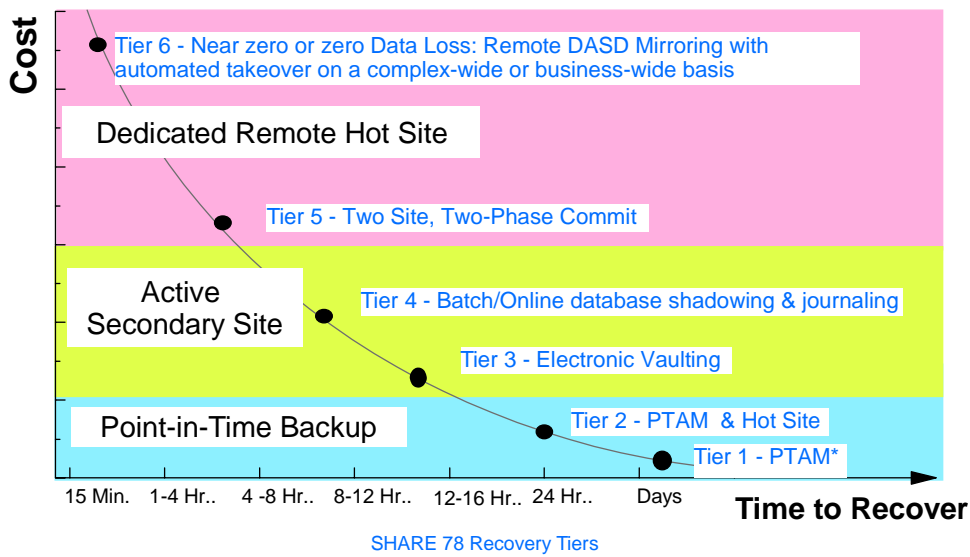 Cost
Tier 6 - Near zero or zero Data Loss: Remote DASD Mirroring with
automated takeover on a complex-wide or business-wide basis
Dedicated Remote Hot Site
Tier 5 - Two Site, Two-Phase Commit
Active
Secondary Site
Tier 4 - Batch/Online database shadowing & journaling
Tier 3 - Electronic Vaulting
Point-in-Time Backup
Tier 2 - PTAM & Hot Site
Tier 1 - PTAM*
15 Min. 1-4 Hr.. 4 -8 Hr.. 8-12 Hr.. 12-16 Hr.. 24 Hr.. Days
Time to Recover
SHARE 78 Recovery Tiers